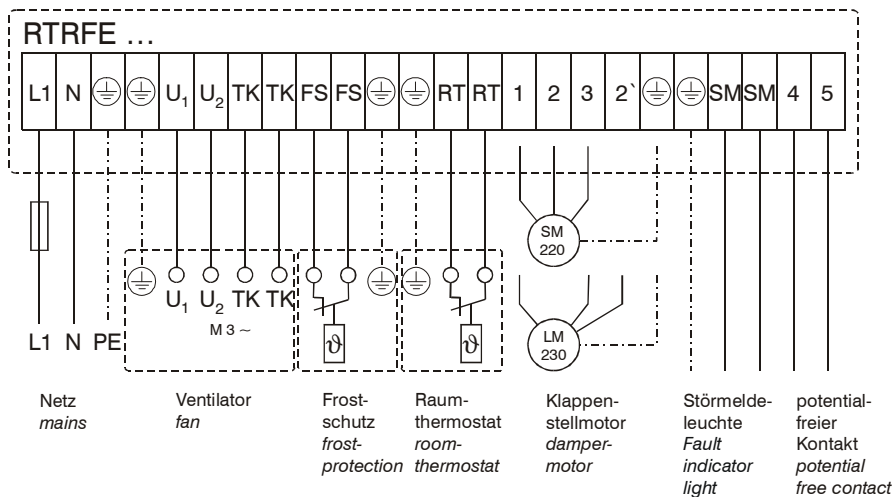 RTRFE ...
L1 N U1 U2 TK TK FS FS RT RT 1 2 3 2` SM SM 4 5
SM
220
U1 U2 TK TK
M 3 ~
ϑ
ϑ
LM
230
L1 N PE
Netz
mains
Ventilator
fan
Frost-
schutz
frost-
protection
Raum-
thermostat
room-
thermostat
Klappen-
stellmotor
damper-
motor
Störmelde-
leuchte
Fault
indicator
light
potential-
freier
Kontakt
potential
free contact